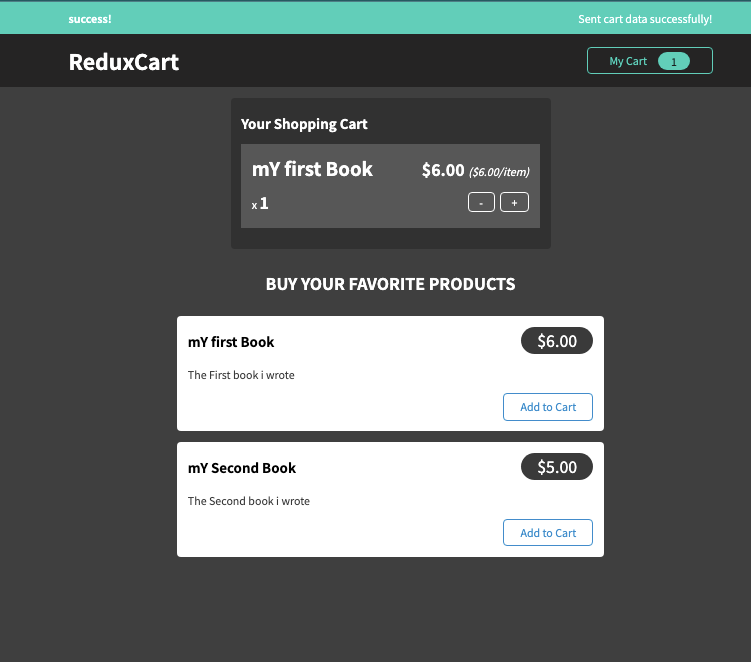 success! Sent cart data successfully!
ReduxCart My Cart 1
Your Shopping Cart
mY first Book $6.00 ($6.00/item)
x 1 - +
BUY YOUR FAVORITE PRODUCTS
mY first Book $6.00
The First book i wrote
Add to Cart
mY Second Book $5.00
The Second book i wrote
Add to Cart